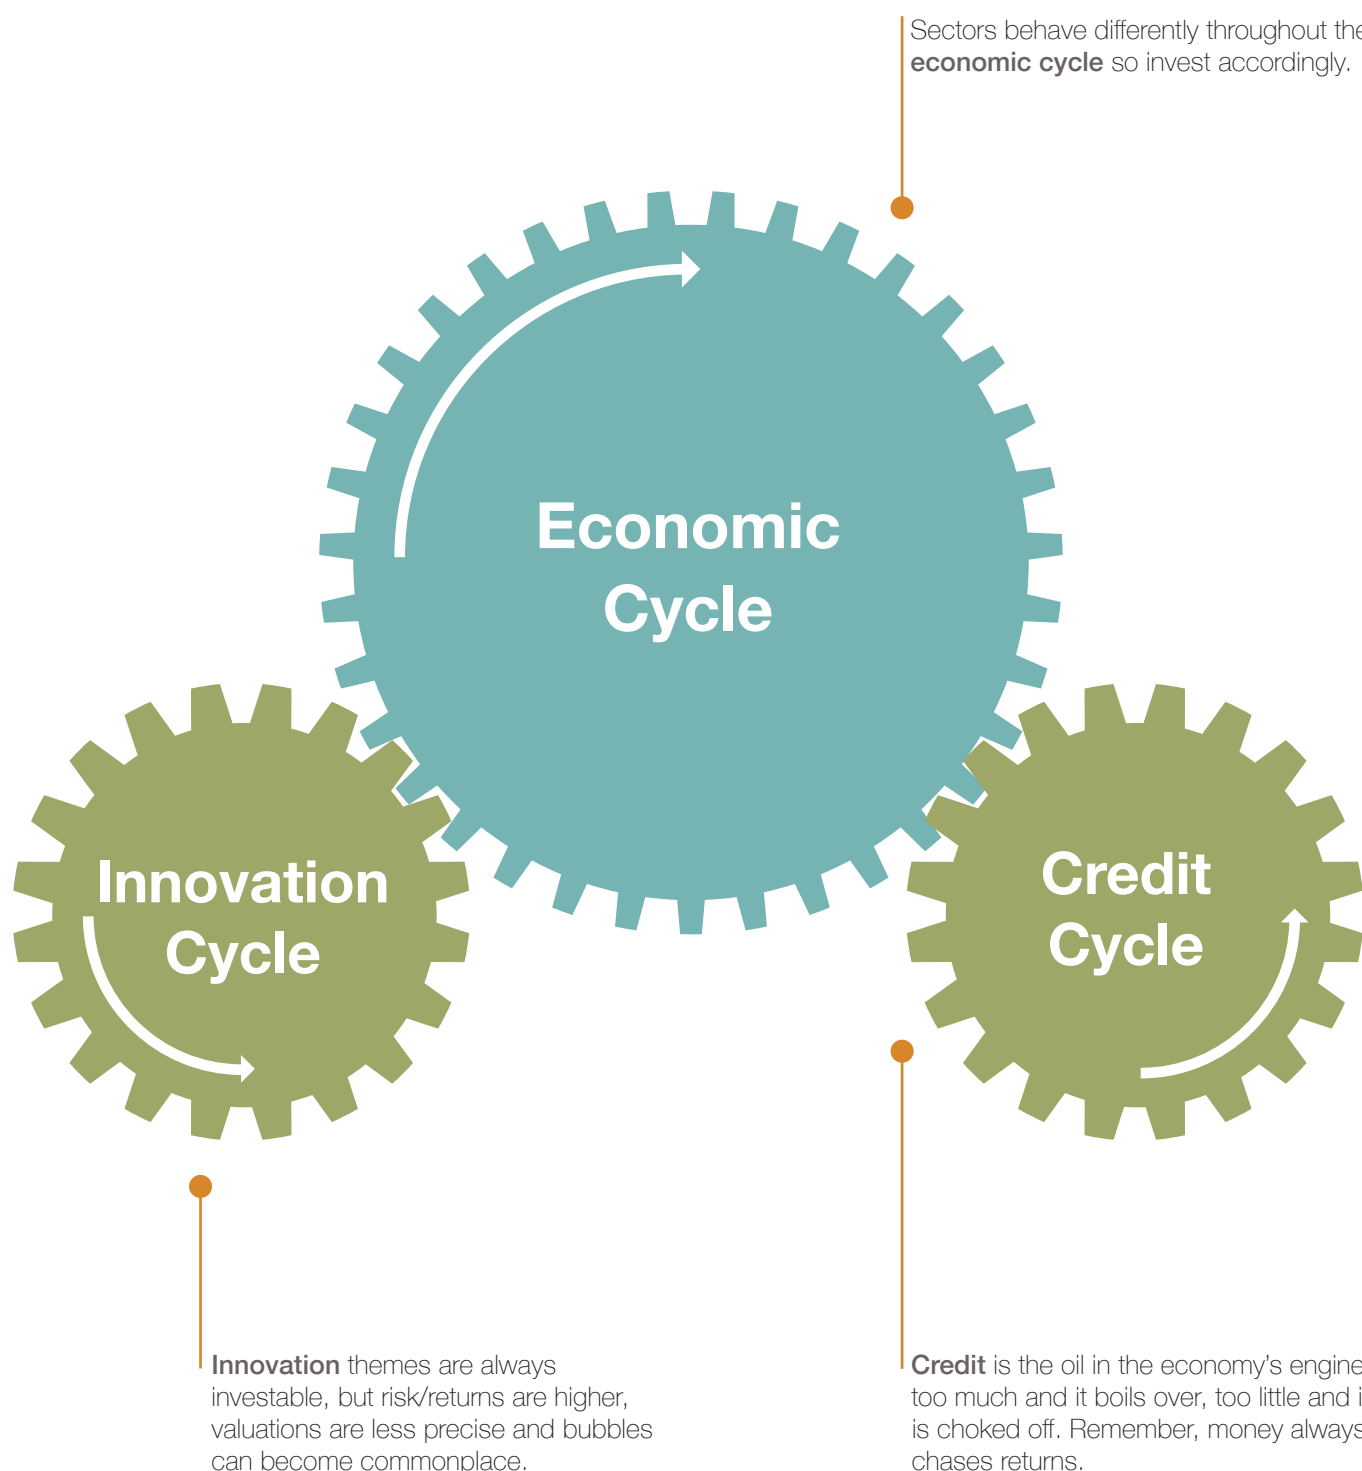 Sectors behave differently throughout the
economic cycle so invest accordingly.
Economic
Cycle
Innovation
Cycle
Credit
Cycle
Innovation themes are always
investable, but risk/returns are higher,
valuations are less precise and bubbles
can become commonplace.
Credit is the oil in the economy’s engine
too much and it boils over, too little and
is choked off. Remember, money always
chases returns.